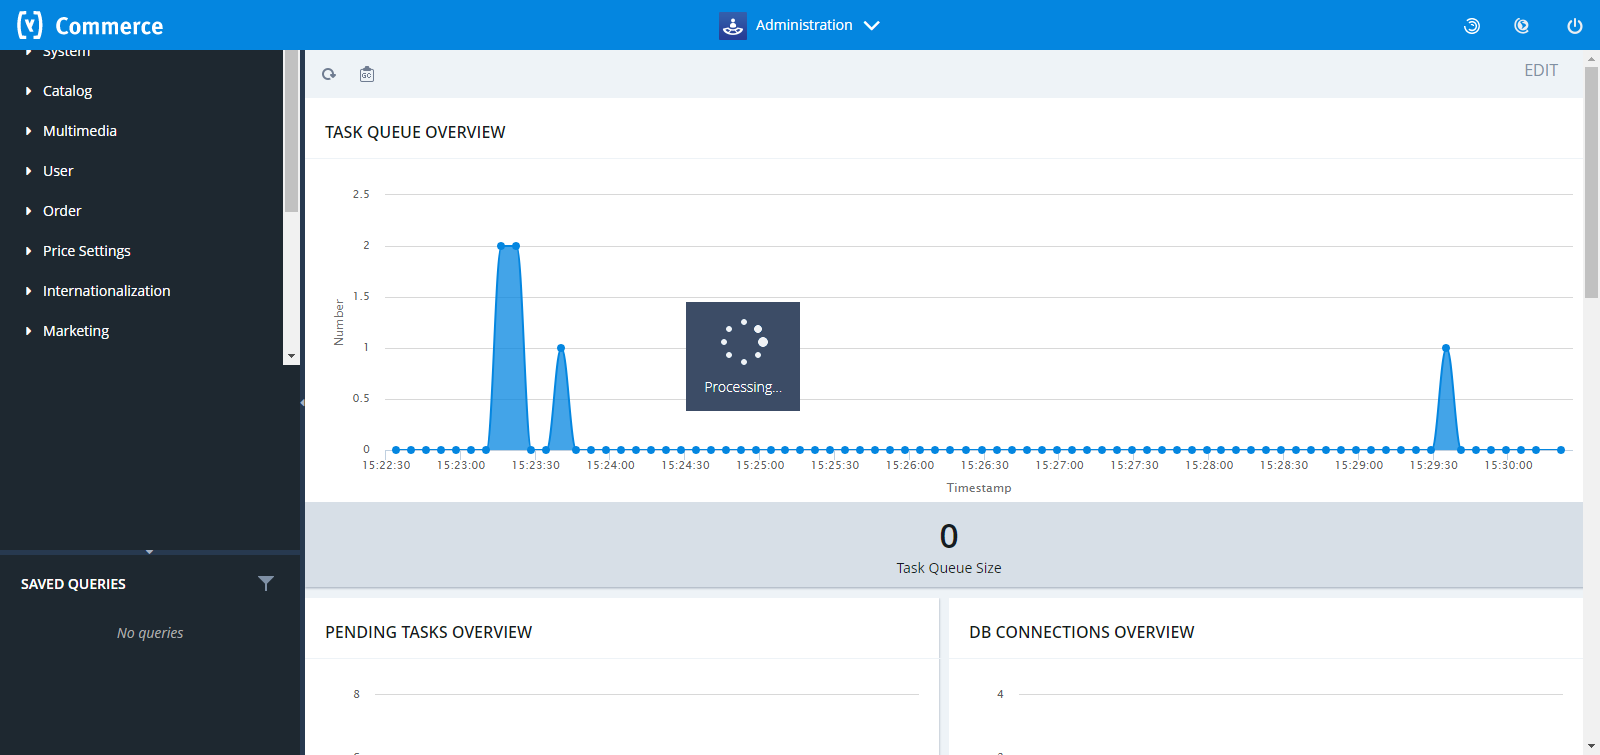 Commerce
Administration
System
Catalog
Multimedia
User
Order
Price Settings
Internationalization
Marketing
SAVED QUERIES
No queries
GC
EDIT
TASK QUEUE OVERVIEW
2.5
2
1.5
1
0.5
0
Number
Processing...
15:22:30 15:23:00 15:23:30 15:24:00 15:24:30 15:25:00 15:25:30 15:26:00 15:26:30 15:27:00 15:27:30 15:28:00 15:28:30 15:29:00 15:29:30 15:30:00
Timestamp
0
Task Queue Size
PENDING TASKS OVERVIEW
8
DB CONNECTIONS OVERVIEW
4